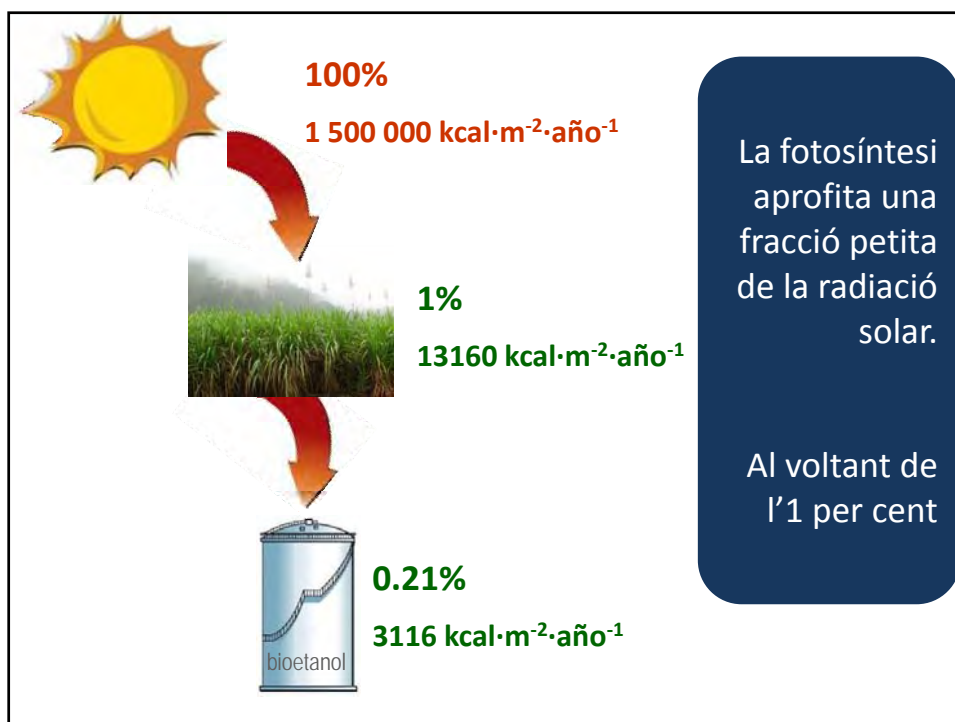 100%
1 500 000 kcal·m⁻²·año⁻¹
1%
13160 kcal·m⁻²·año⁻¹
0.21%
3116 kcal·m⁻²·año⁻¹
bioetanol
La fotosíntesi
aprofita una
fracció petita
de la radiació
solar.
Al voltant de
l’1 per cent